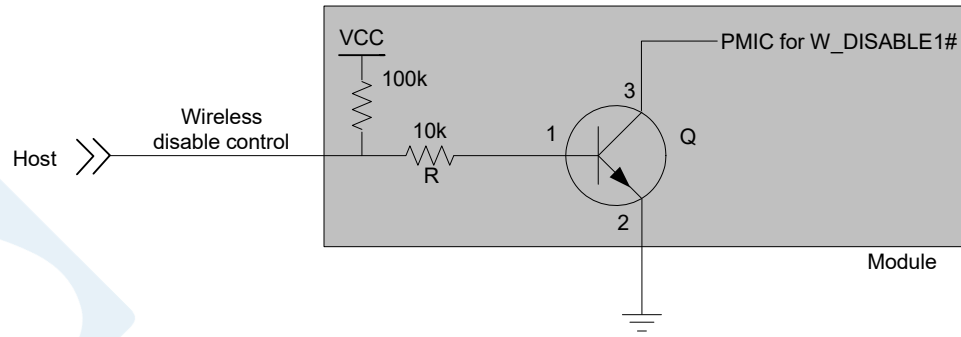 VCC
PMIC for W_DISABLE1#
100k
3
Wireless
disable control
10k
1
Q
Host
R
2
Module